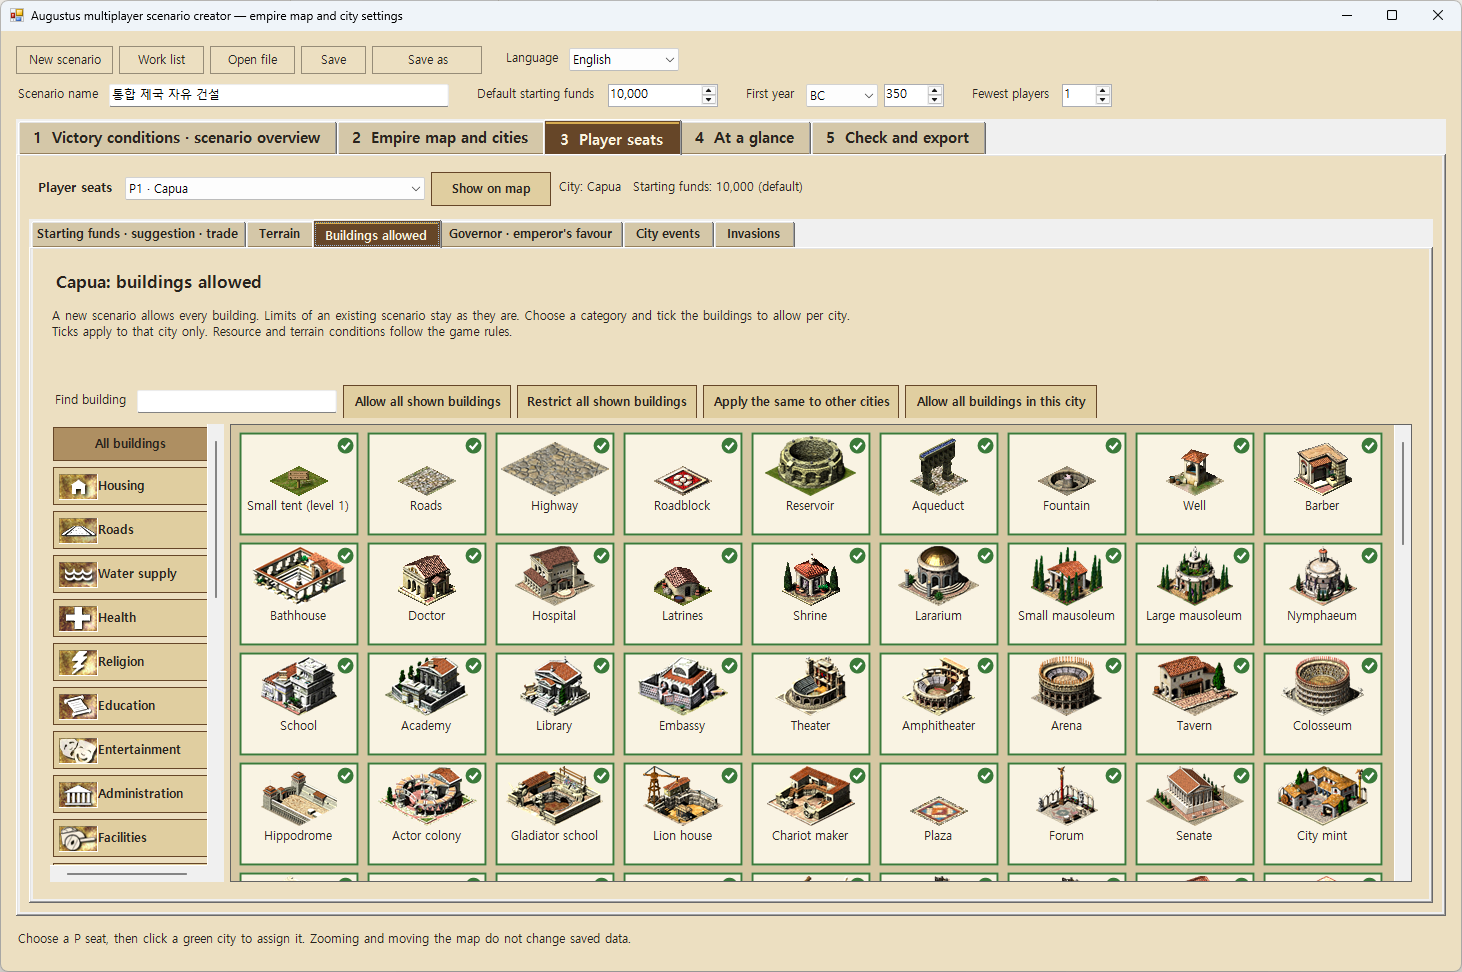 Augustus multiplayer scenario creator — empire map and city settings
New scenario
Work list
Open file
Save
Save as
Language
English
Scenario name
통합 제국 자유 건설
Default starting funds
10,000
First year
BC
350
Fewest players
1
1 Victory conditions · scenario overview
2 Empire map and cities
3 Player seats
4 At a glance
5 Check and export
Player seats
P1 · Capua
Show on map
City: Capua
Starting funds: 10,000 (default)
Starting funds · suggestion · trade
Terrain
Buildings allowed
Governor · emperor's favour
City events
Invasions
Capua: buildings allowed
A new scenario allows every building. Limits of an existing scenario stay as they are. Choose a category and tick the buildings to allow per city.
Ticks apply to that city only. Resource and terrain conditions follow the game rules.
Find building
Allow all shown buildings
Restrict all shown buildings
Apply the same to other cities
Allow all buildings in this city
All buildings
Housing
Roads
Water supply
Health
Religion
Education
Entertainment
Administration
Facilities
Small tent (level 1)
Roads
Highway
Roadblock
Reservoir
Aqueduct
Fountain
Well
Barber
Bathhouse
Doctor
Hospital
Latrines
Shrine
Lararium
Small mausoleum
Large mausoleum
Nymphaeum
School
Academy
Library
Embassy
Theater
Amphitheater
Arena
Tavern
Colosseum
Hippodrome
Actor colony
Gladiator school
Lion house
Chariot maker
Plaza
Forum
Senate
City mint
Choose a P seat, then click a green city to assign it. Zooming and moving the map do not change saved data.